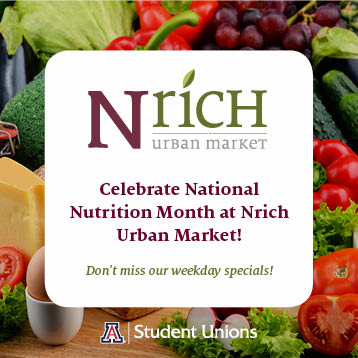 Nrich
urban market
Celebrate National
Nutrition Month at Nrich
Urban Market!
Don't miss our weekday specials!
A Student Unions